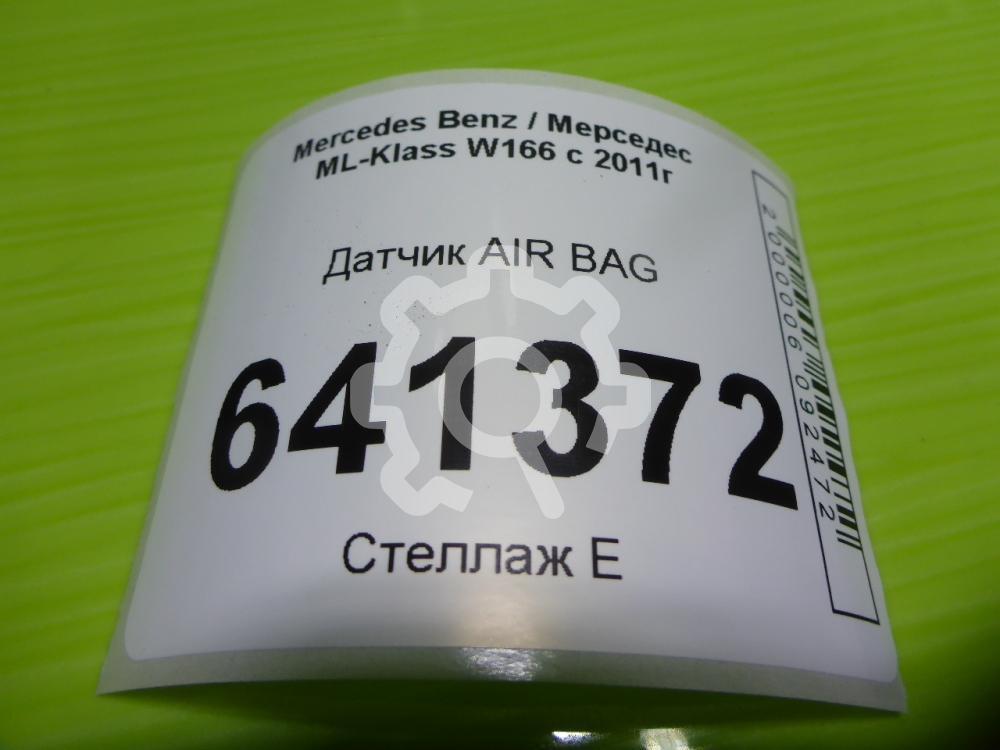 Mercedes Benz / Мерседес
ML-Klass W166 с 2011г
Датчик AIR BAG
641372
Стеллаж Е
2000006092472